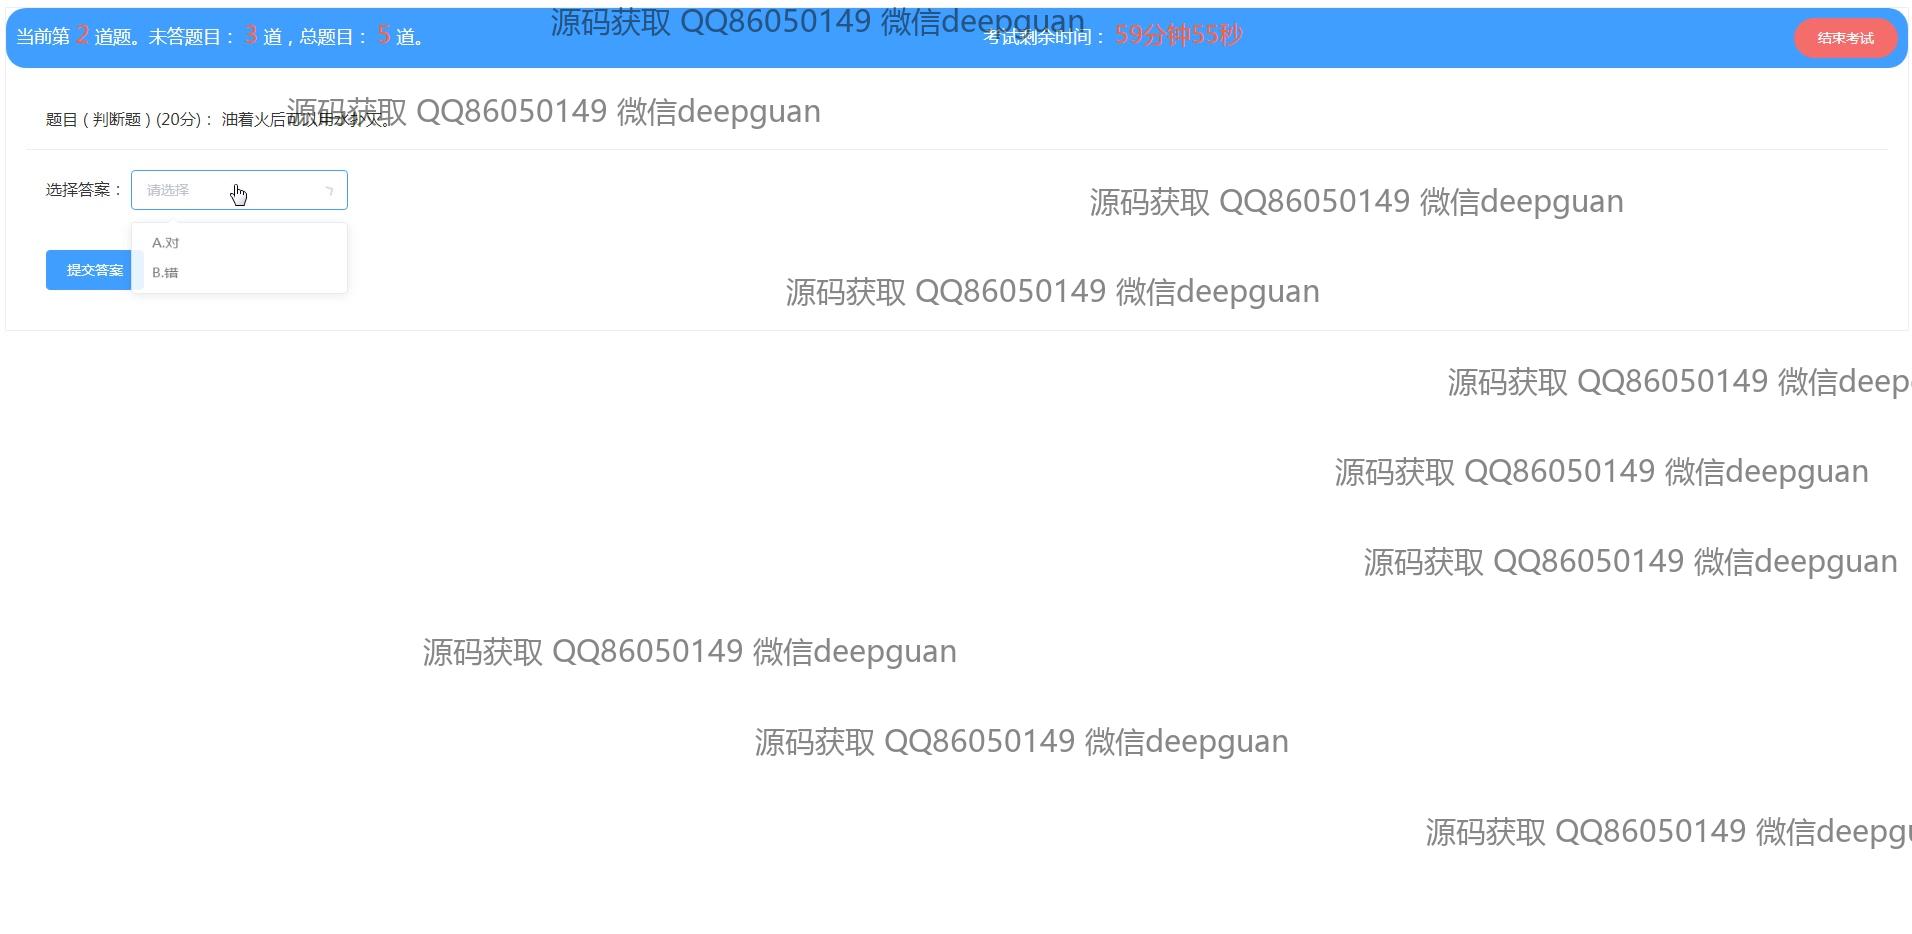 当前第 2 道题。未答题目： 3 道，总题目： 5 道。
源码获取 QQ86050149 微信deepguan
考试剩余时间： 59分钟55秒
结束考试
源码获取 QQ86050149 微信deepguan
题目 ( 判断题 ) (20分)： 油着火后可以用水扑灭。
选择答案： 请选择
源码获取 QQ86050149 微信deepguan
A.对
提交答案
B.错
源码获取 QQ86050149 微信deepguan
源码获取 QQ86050149 微信deep
源码获取 QQ86050149 微信deepguan
源码获取 QQ86050149 微信deepguan
源码获取 QQ86050149 微信deepguan
源码获取 QQ86050149 微信deepguan
源码获取 QQ86050149 微信deepgu